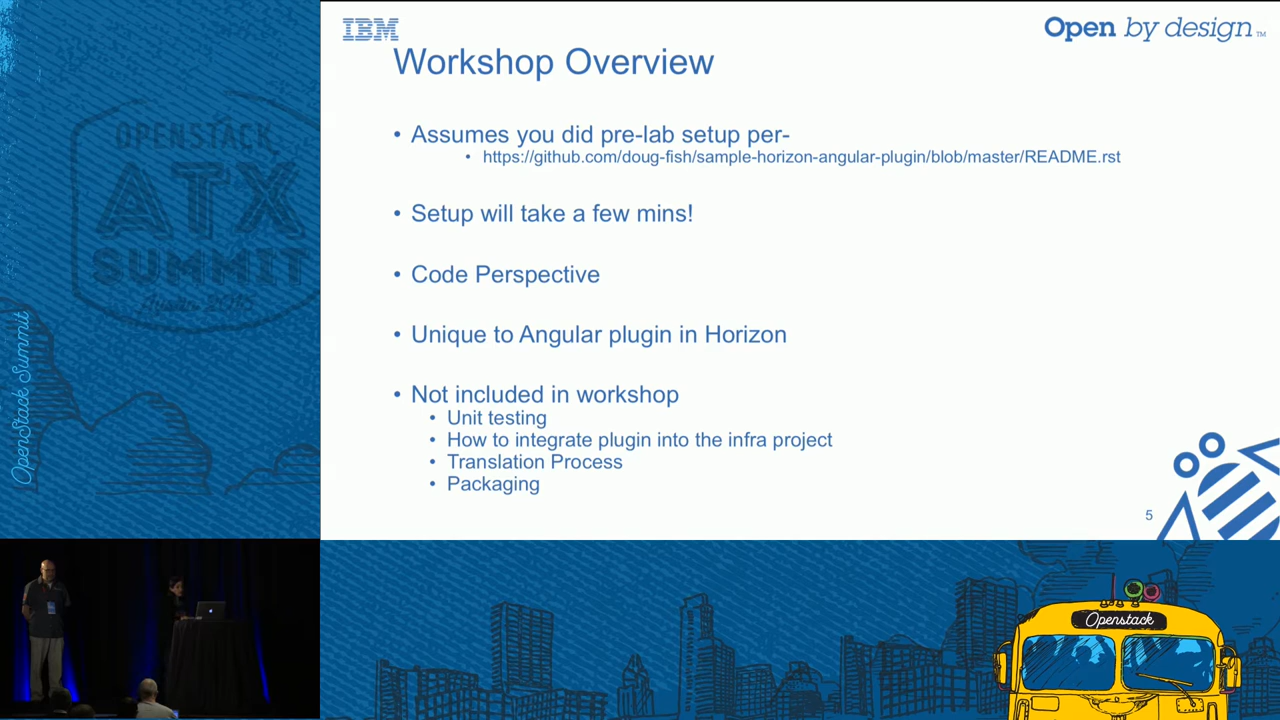 IBM
Open by design™
Workshop Overview
• Assumes you did pre-lab setup per-
• https://github.com/doug-fish/sample-horizon-angular-plugin/blob/master/README.rst
• Setup will take a few mins!
• Code Perspective
• Unique to Angular plugin in Horizon
• Not included in workshop
• Unit testing
• How to integrate plugin into the infra project
• Translation Process
• Packaging
5
OPENSTACK
ATX
SUMMIT
Austin 2016
OpenStack Summit
Openstack